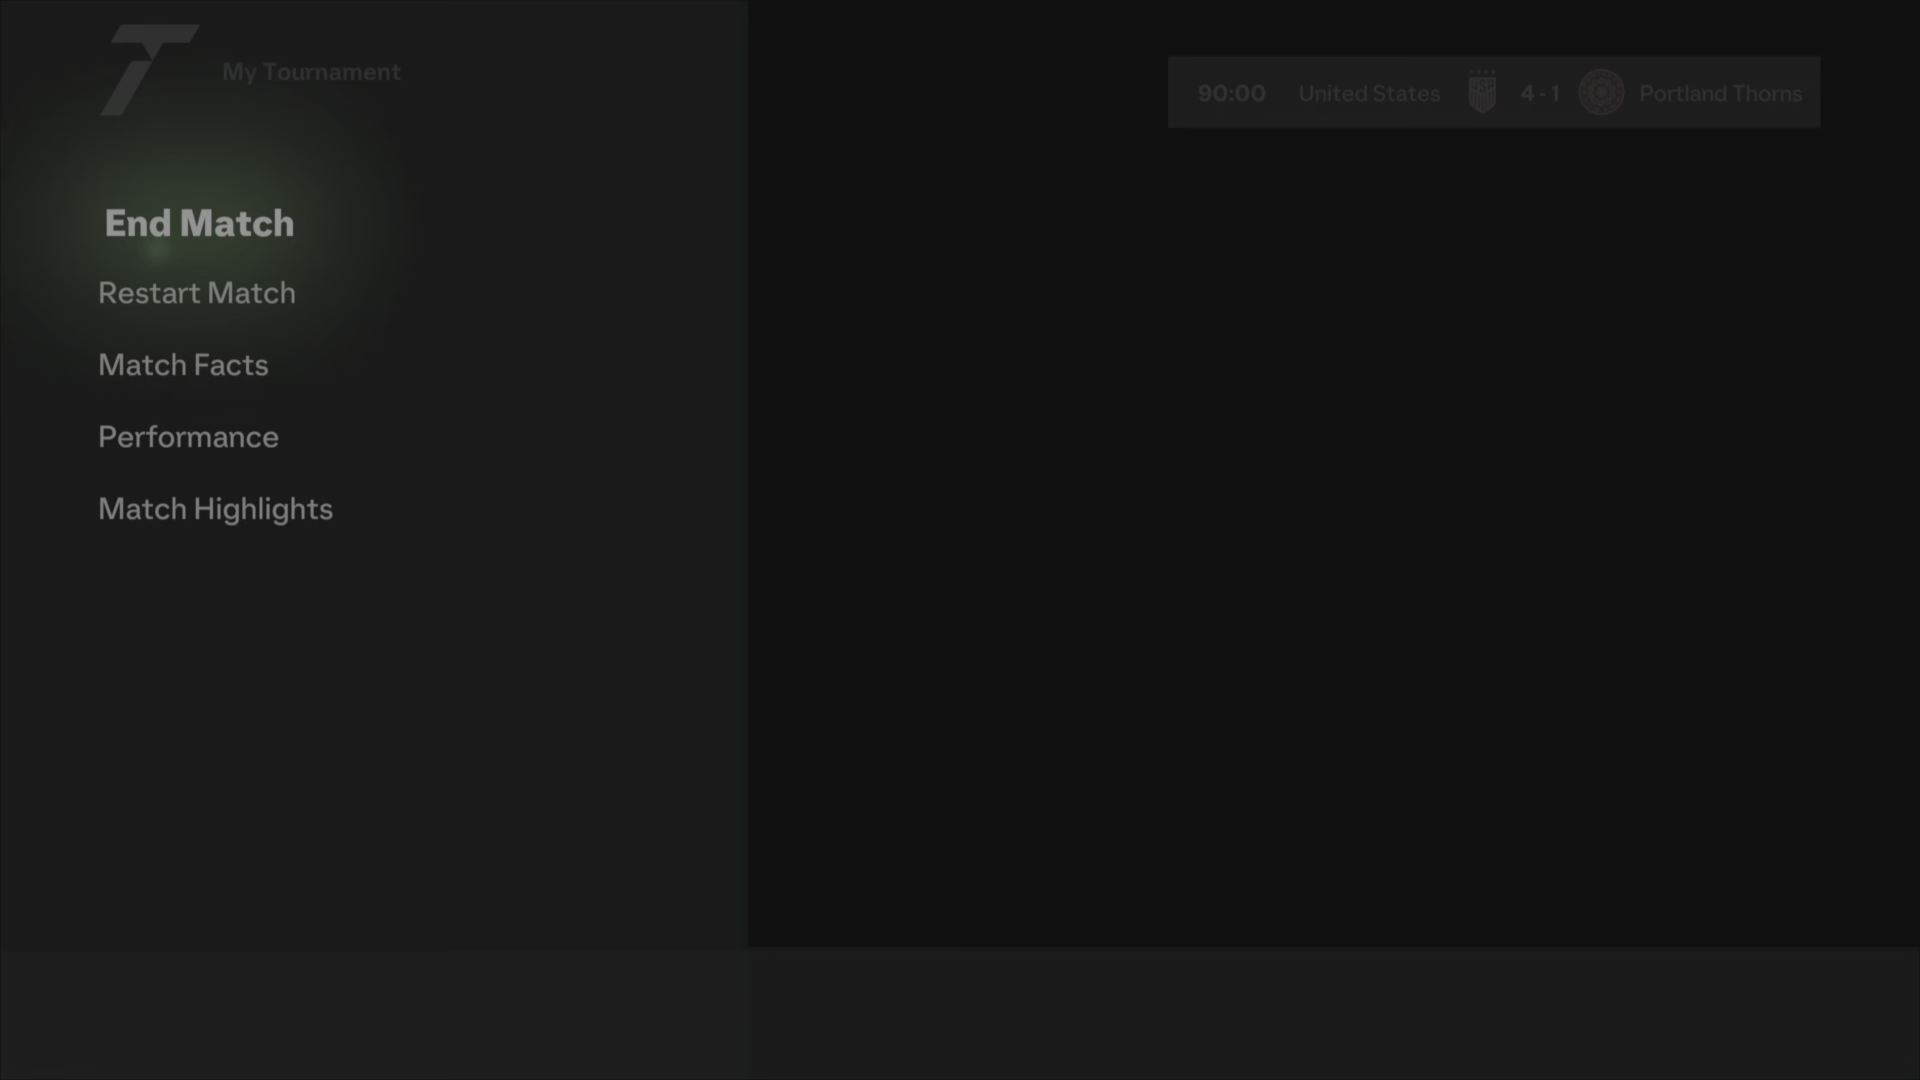 My Tournament
90:00 United States 4 - 1 Portland Thorns
End Match
Restart Match
Match Facts
Performance
Match Highlights